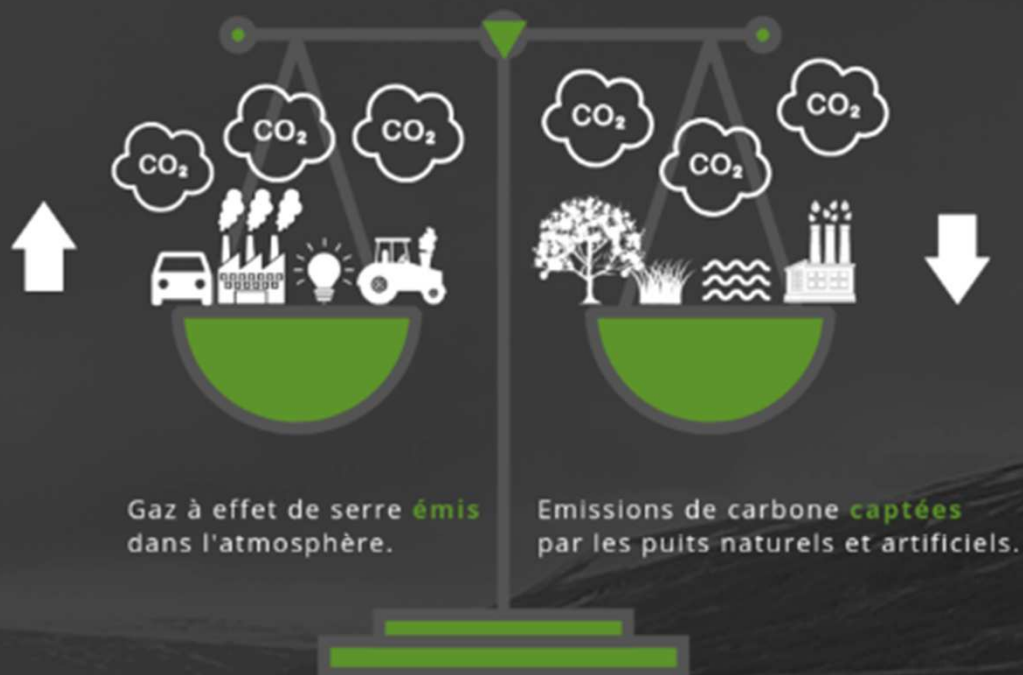 CO₂
CO₂
CO₂
CO₂
CO₂
CO₂
Gaz à effet de serre émis
dans l'atmosphère.
Emissions de carbone captées
par les puits naturels et artificiels.